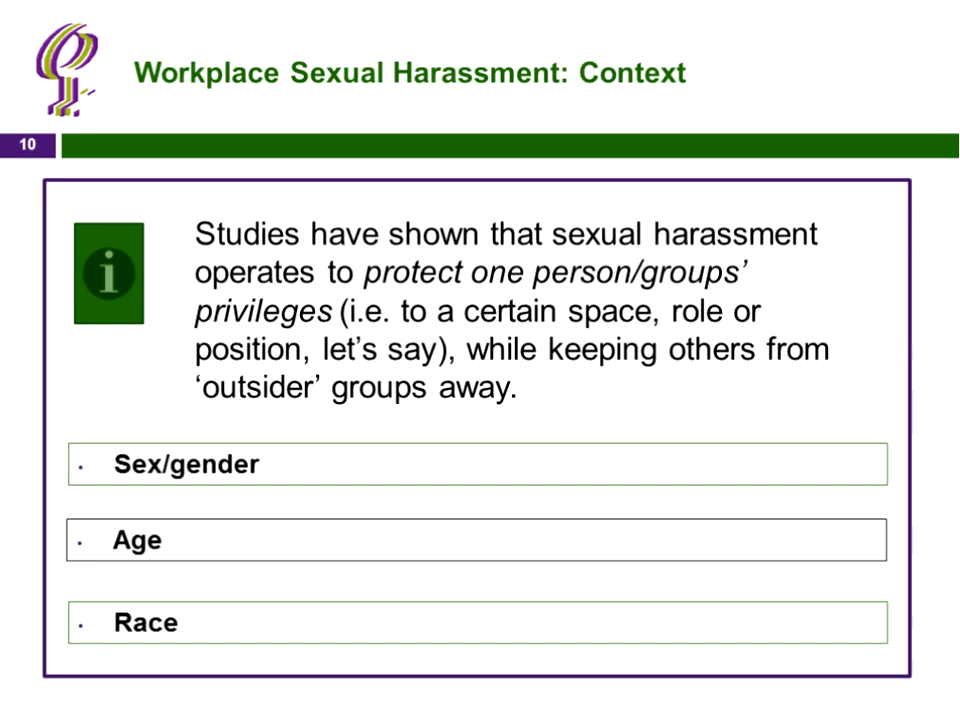 Workplace Sexual Harassment: Context
10
i
Studies have shown that sexual harassment
operates to protect one person/groups’
privileges (i.e. to a certain space, role or
position, let’s say), while keeping others from
‘outsider’ groups away.
• Sex/gender
• Age
• Race